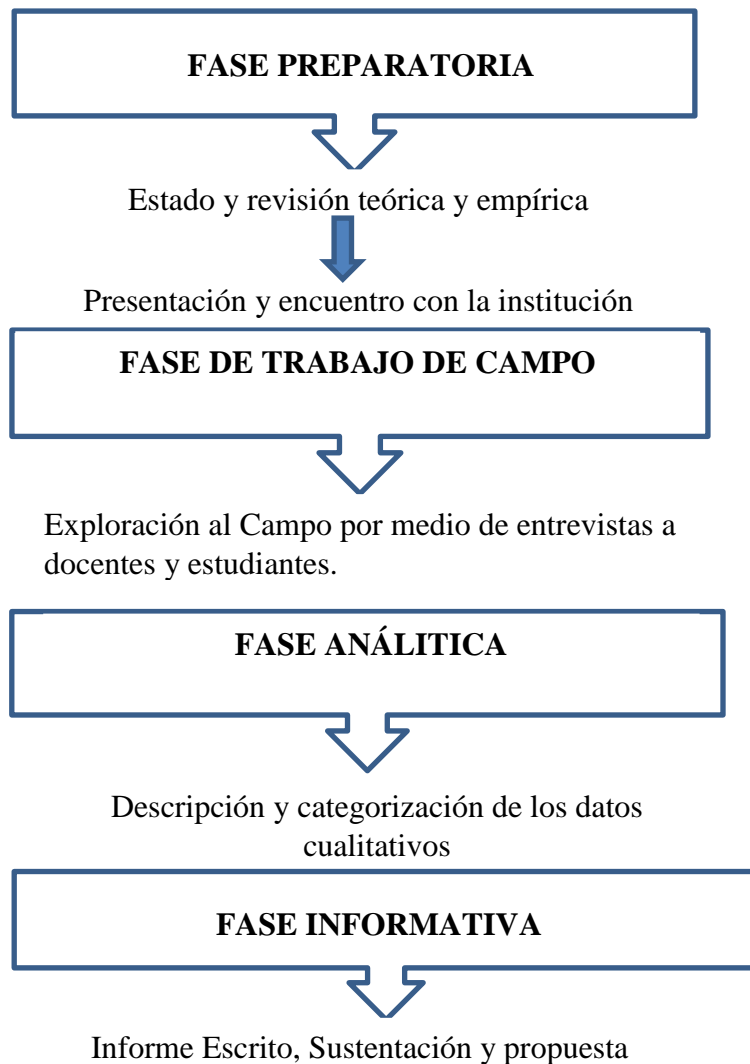 FASE PREPARATORIA
Estado y revisión teórica y empírica
Presentación y encuentro con la institución
FASE DE TRABAJO DE CAMPO
Exploración al Campo por medio de entrevistas a
docentes y estudiantes.
FASE ANÁLITICA
Descripción y categorización de los datos
cualitativos
FASE INFORMATIVA
Informe Escrito, Sustentación y propuesta